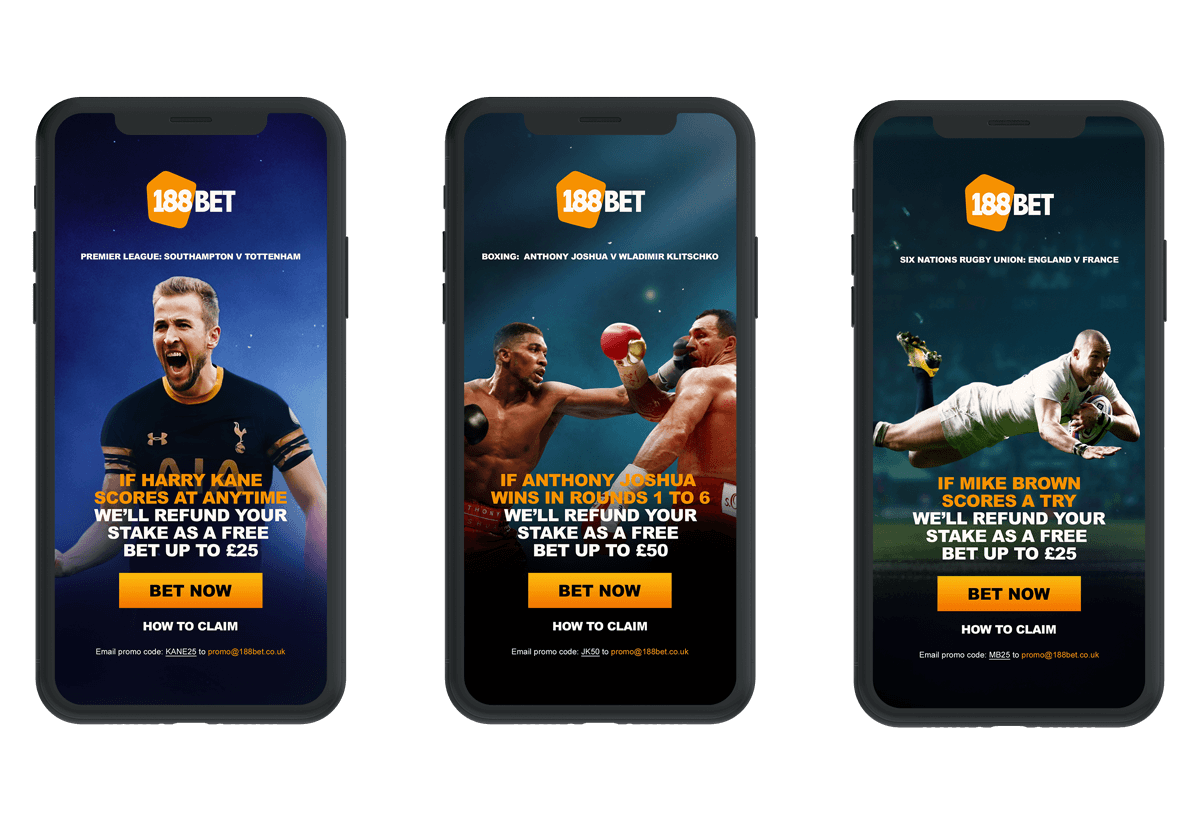 188BET
PREMIER LEAGUE: SOUTHAMPTON V TOTTENHAM
AIA
IF HARRY KANE
SCORES AT ANYTIME
WE'LL REFUND YOUR
STAKE AS A FREE
BET UP TO £25
BET NOW
HOW TO CLAIM
Email promo code: KANE25 to promo@188bet.co.uk
188BET
BOXING: ANTHONY JOSHUA V WLADIMIR KLITSCHKO
IF ANTHONY JOSHUA
WINS IN ROUNDS 1 TO 6
WE'LL REFUND YOUR
STAKE AS A FREE
BET UP TO £50
BET NOW
HOW TO CLAIM
Email promo code: JK50 to promo@188bet.co.uk
188BET
SIX NATIONS RUGBY UNION: ENGLAND V FRANCE
IF MIKE BROWN
SCORES A TRY
WE'LL REFUND YOUR
STAKE AS A FREE
BET UP TO £25
BET NOW
HOW TO CLAIM
Email promo code: MB25 to promo@188bet.co.uk